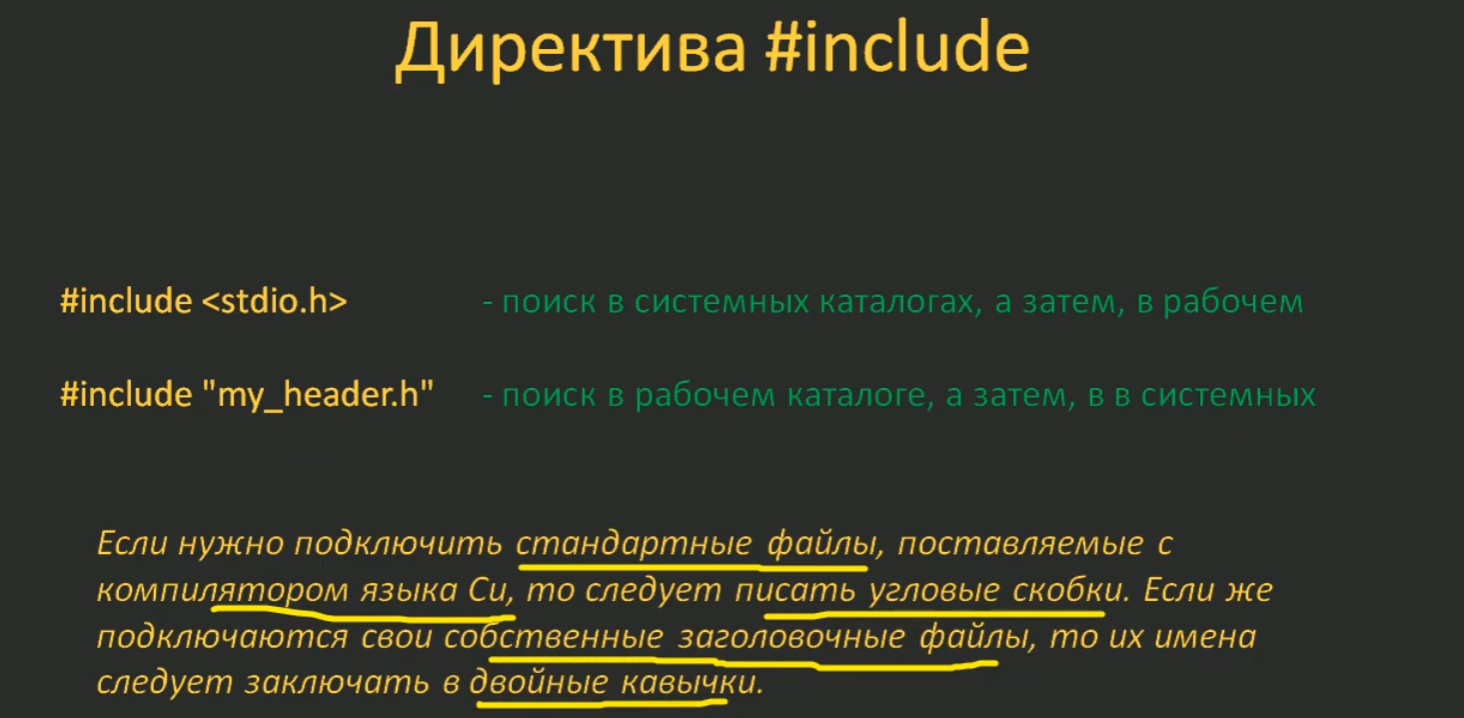 Директива #include
#include <stdio.h> - поиск в системных каталогах, а затем, в рабочем
#include "my_header.h" - поиск в рабочем каталоге, а затем, в в системных
Если нужно подключить стандартные файлы, поставляемые с
компилятором языка Си, то следует писать угловые скобки. Если же
подключаются свои собственные заголовочные файлы, то их имена
следует заключать в двойные кавычки.